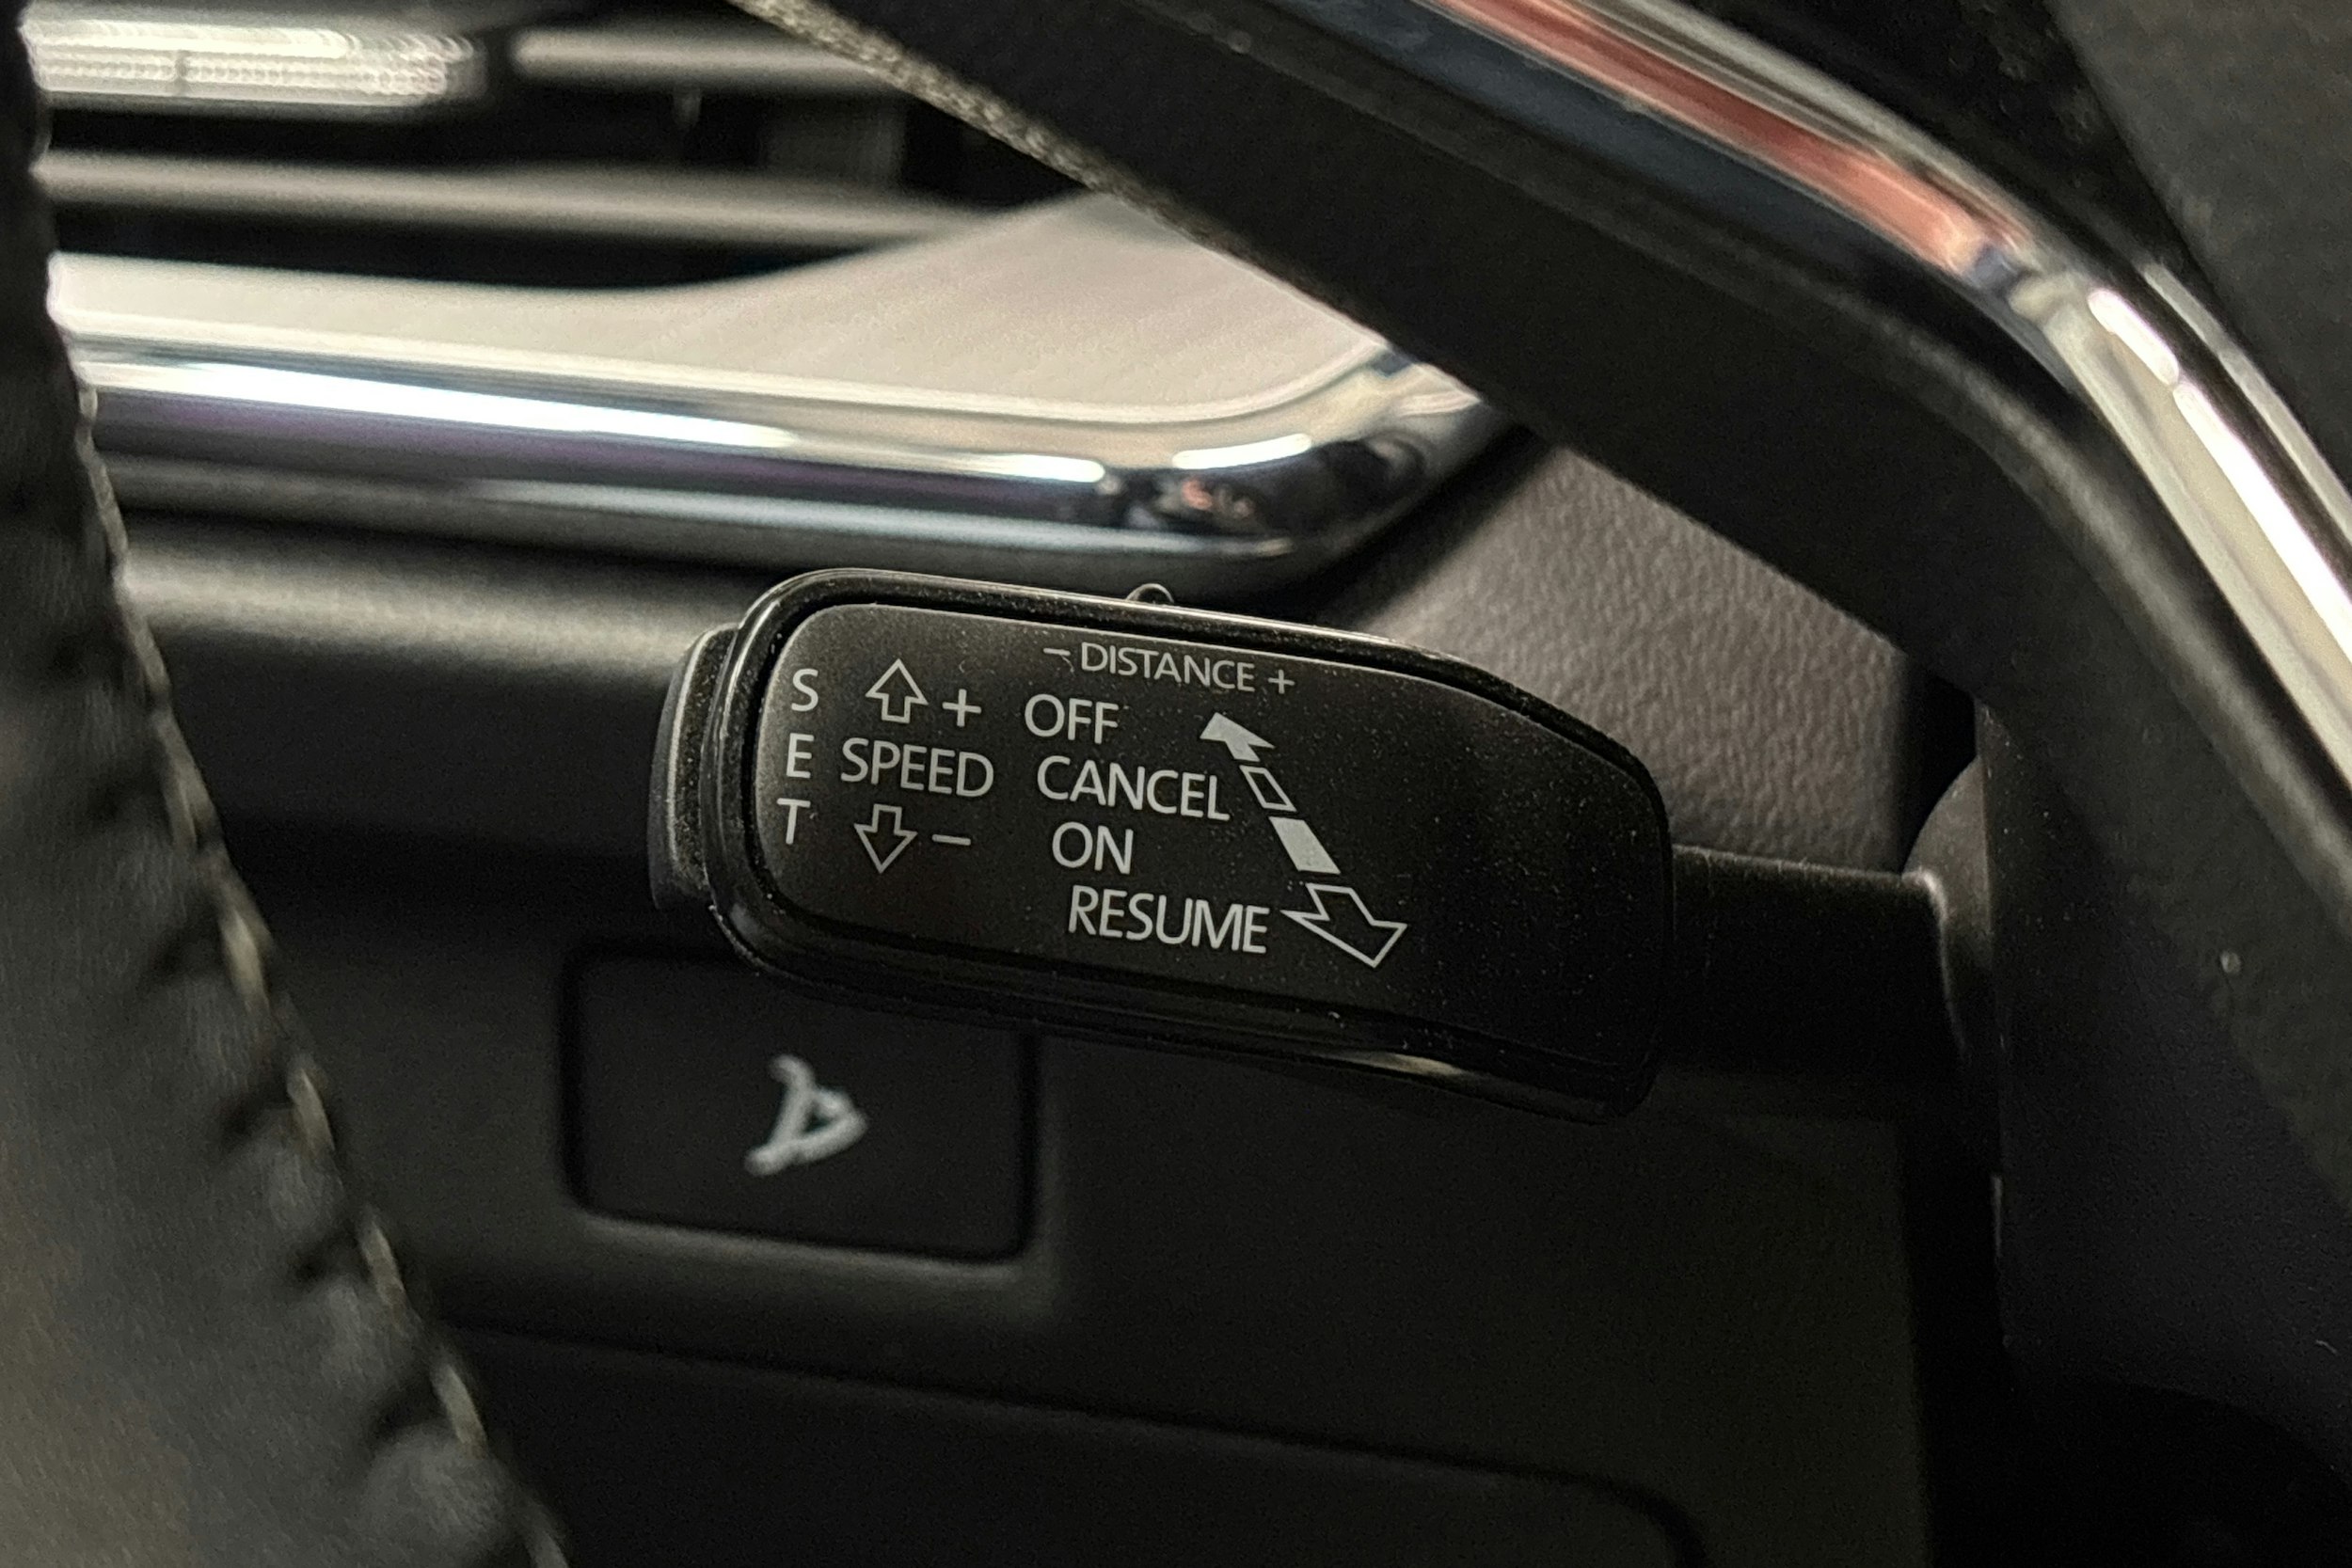 - DISTANCE +
S
E
T
+
SPEED
-
OFF
CANCEL
ON
RESUME